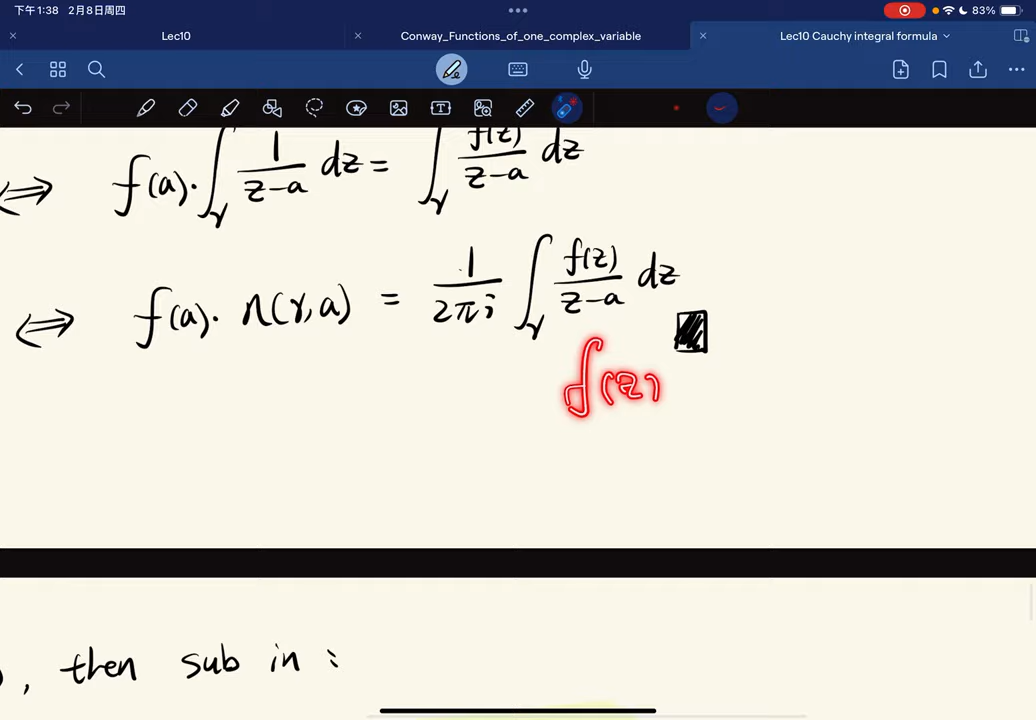 下午1:38 2月8日周四
83%
Lec10
Conway_Functions_of_one_complex_variable
Lec10 Cauchy integral formula
⟺ f(a)·∫_γ 1/(z−a) dz = ∫_γ f(z)/(z−a) dz
⟺ f(a)· n(γ,a) = 1/(2πi) ∫_γ f(z)/(z−a) dz
f(z)
, then sub in :